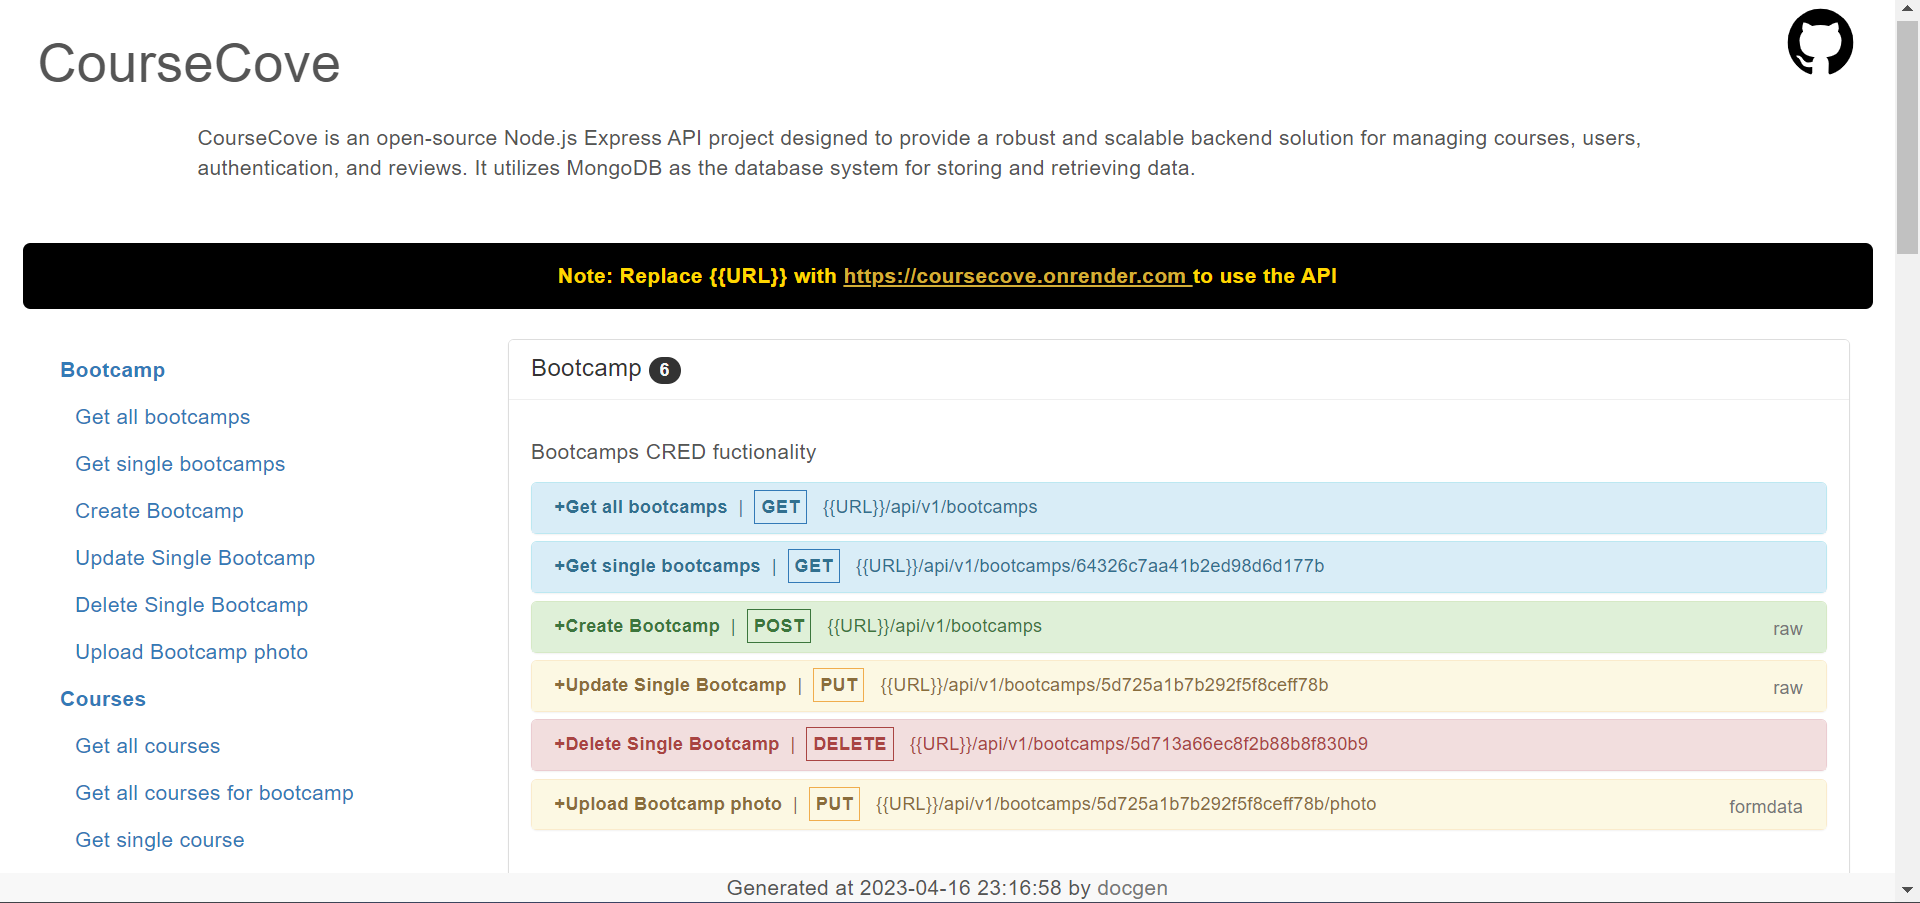 CourseCove
CourseCove is an open-source Node.js Express API project designed to provide a robust and scalable backend solution for managing courses, users,
authentication, and reviews. It utilizes MongoDB as the database system for storing and retrieving data.
Note: Replace {{URL}} with https://coursecove.onrender.com to use the API
Bootcamp
Get all bootcamps
Get single bootcamps
Create Bootcamp
Update Single Bootcamp
Delete Single Bootcamp
Upload Bootcamp photo
Courses
Get all courses
Get all courses for bootcamp
Get single course
Bootcamp 6
Bootcamps CRED fuctionality
+Get all bootcamps | GET {{URL}}/api/v1/bootcamps
+Get single bootcamps | GET {{URL}}/api/v1/bootcamps/64326c7aa41b2ed98d6d177b
+Create Bootcamp | POST {{URL}}/api/v1/bootcamps raw
+Update Single Bootcamp | PUT {{URL}}/api/v1/bootcamps/5d725a1b7b292f5f8ceff78b raw
+Delete Single Bootcamp | DELETE {{URL}}/api/v1/bootcamps/5d713a66ec8f2b88b8f830b9
+Upload Bootcamp photo | PUT {{URL}}/api/v1/bootcamps/5d725a1b7b292f5f8ceff78b/photo formdata
Generated at 2023-04-16 23:16:58 by docgen